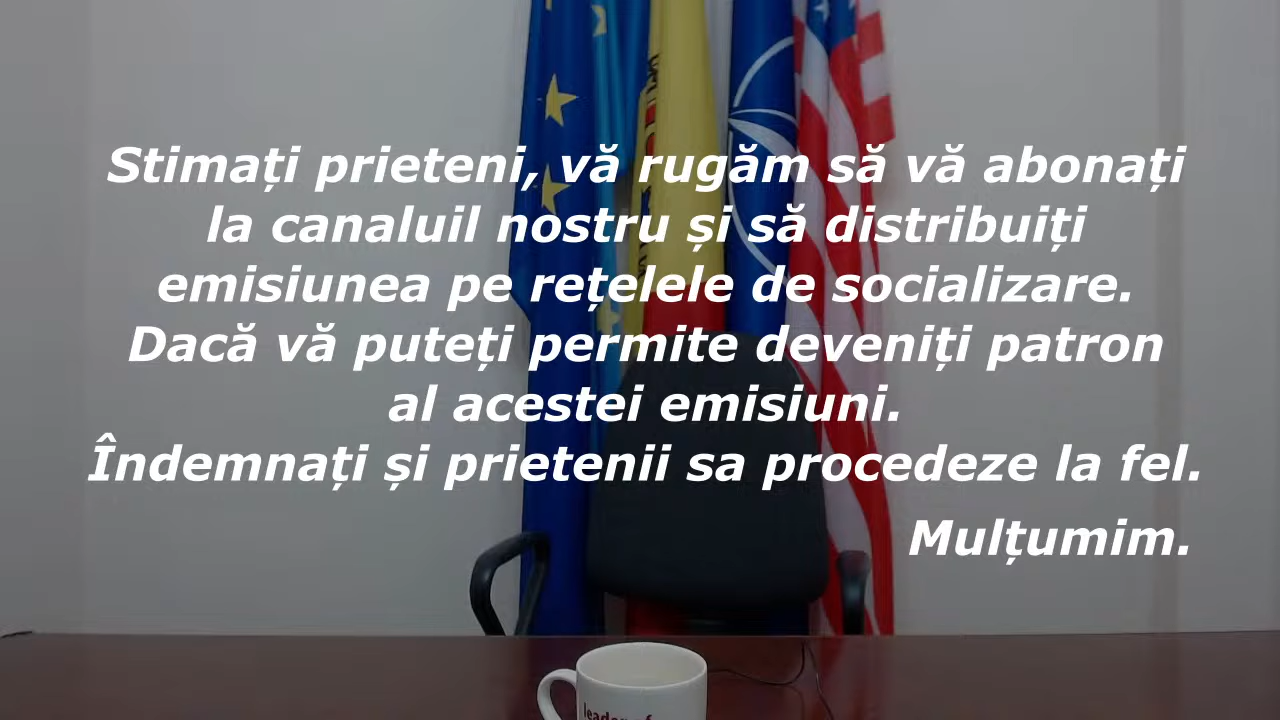 Stimați prieteni, vă rugăm să vă abonați
la canaluil nostru și să distribuiți
emisiunea pe rețelele de socializare.
Dacă vă puteți permite deveniți patron
al acestei emisiuni.
Îndemnați și prietenii sa procedeze la fel.
Mulțumim.